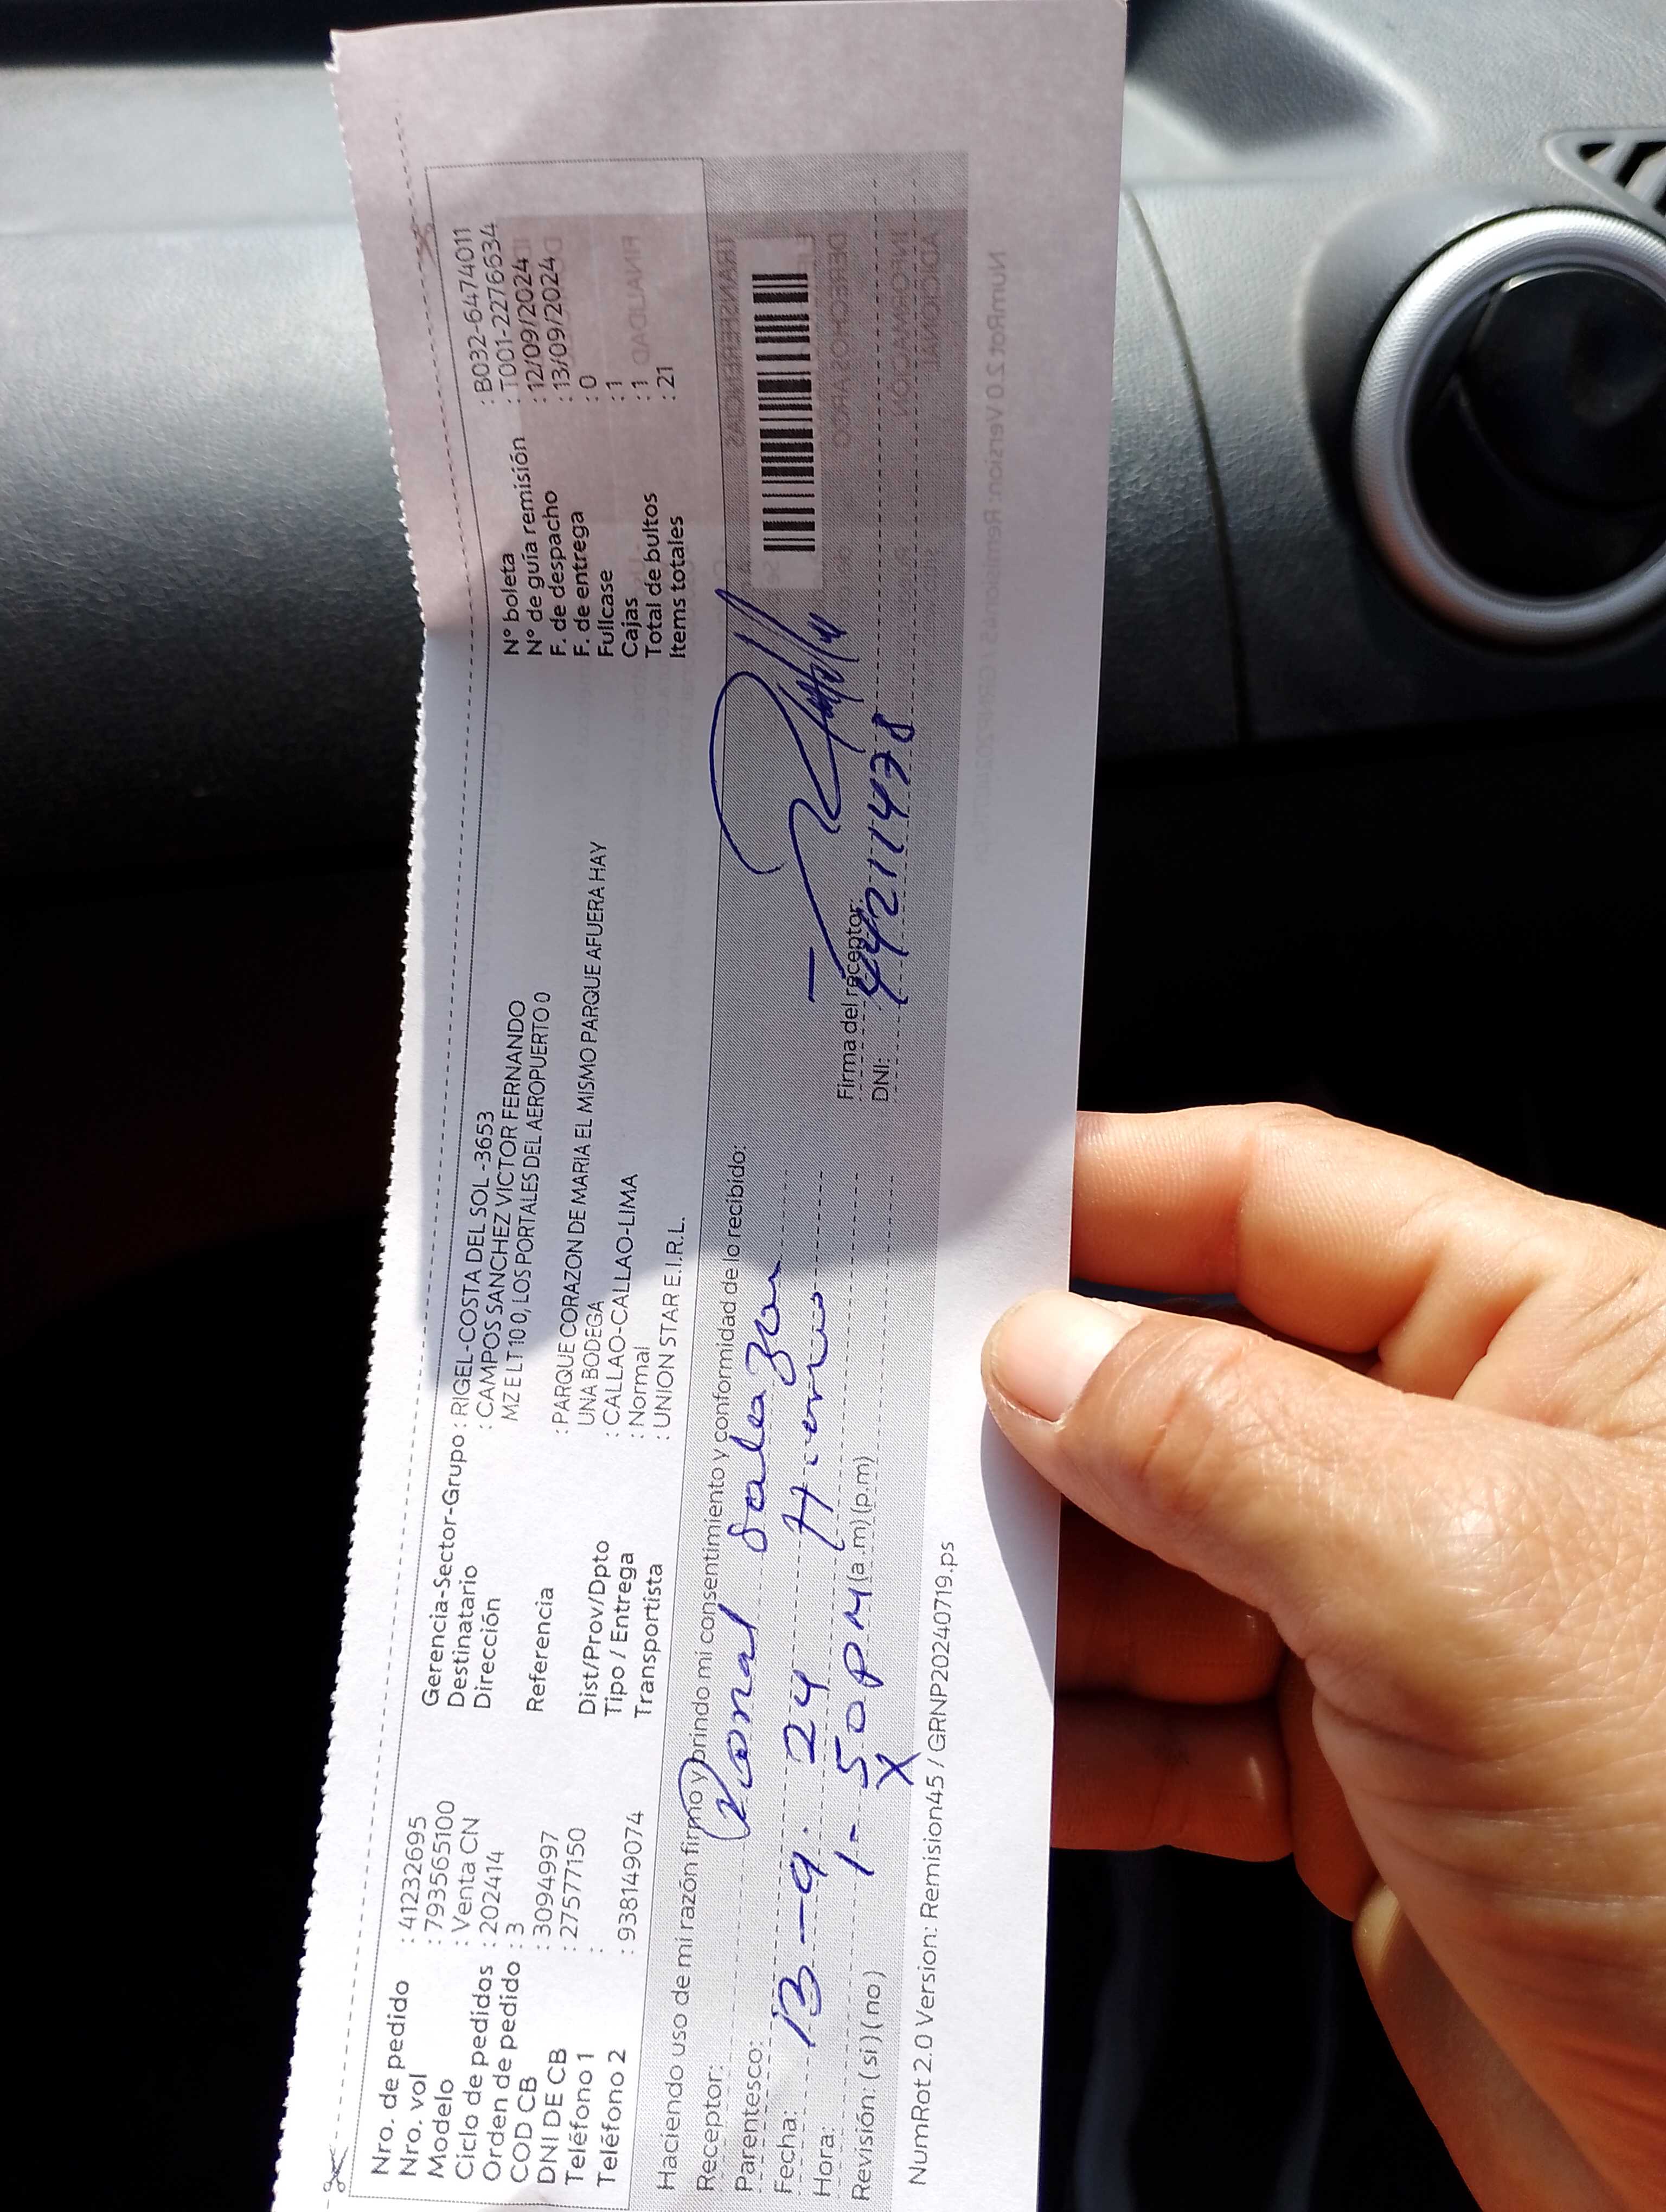 Nro. de pedido : 41232695
Nro. vol : 793565100
Modelo : Venta CN
Ciclo de pedidos : 202414
Orden de pedido : 3
COD CB : 3094997
DNI DE CB : 27577150
Teléfono 1 :
Teléfono 2 : 938149074
Gerencia-Sector-Grupo : RIGEL-COSTA DEL SOL -3653
Destinatario : CAMPOS SANCHEZ VICTOR FERNANDO
Dirección MZ E LT 10 0, LOS PORTALES DEL AEROPUERTO 0
Referencia : PARQUE CORAZON DE MARIA EL MISMO PARQUE AFUERA HAY
UNA BODEGA
Dist/Prov/Dpto : CALLAO-CALLAO-LIMA
Tipo / Entrega : Normal
Transportista : UNION STAR E.I.R.L.
N° boleta : B032-6474011
N° de guía remisión : T001-2276634
F. de despacho : 12/09/2024
F. de entrega : 13/09/2024
Fullcase : 0
Cajas : 1
Total de bultos : 1
Items totales : 21
Haciendo uso de mi razón firmo y brindo mi consentimiento y conformidad de lo recibido:
Receptor: Ronal Salazar
Parentesco:
Fecha: 13-9-24
Hora: 1-50PM (a.m) (p.m)
Revisión: (si) (no) X
Firma del receptor:
DNI: 44211478
NumRot 2.0 Version: Remision45 / GRNP20240719.ps